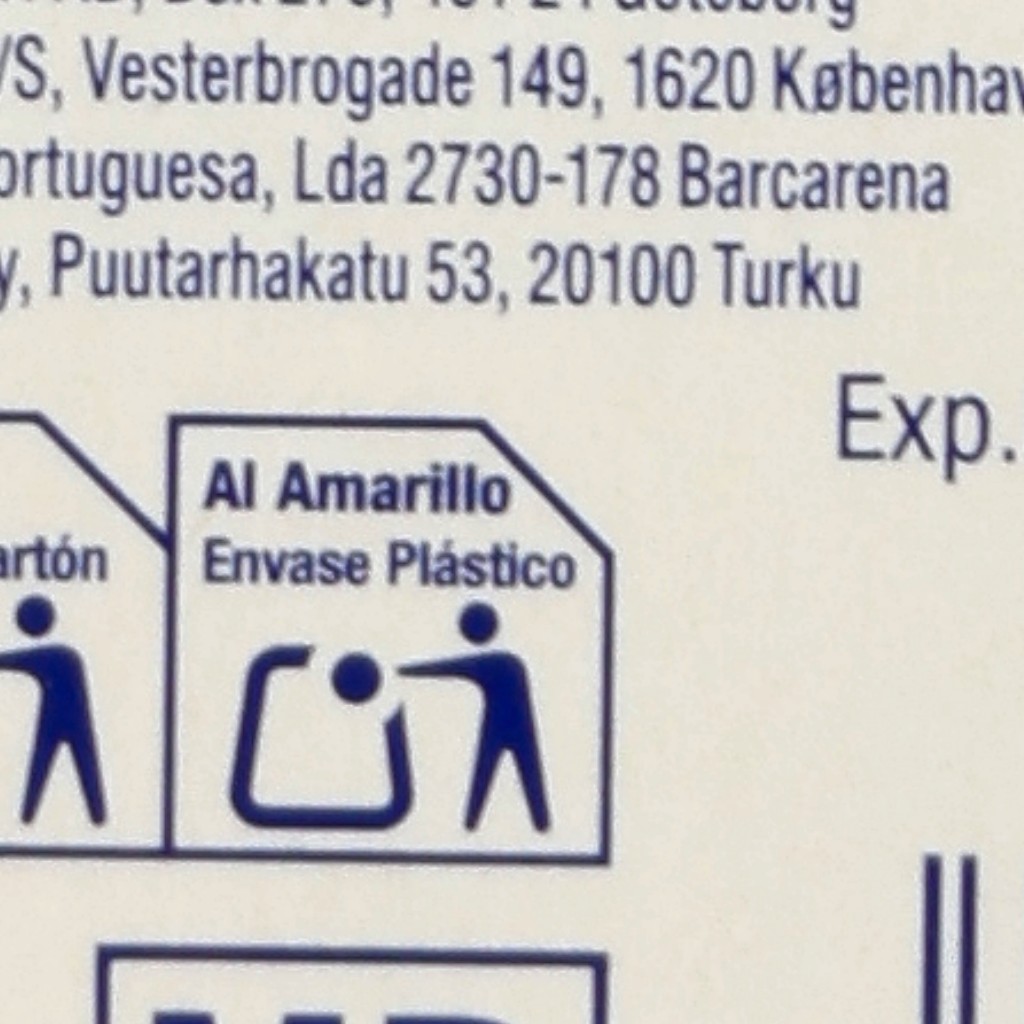 /S, Vesterbrogade 149, 1620 Københav
ortuguesa, Lda 2730-178 Barcarena
y, Puutarhakatu 53, 20100 Turku
Exp.
Al Amarillo
artón
Envase Plástico